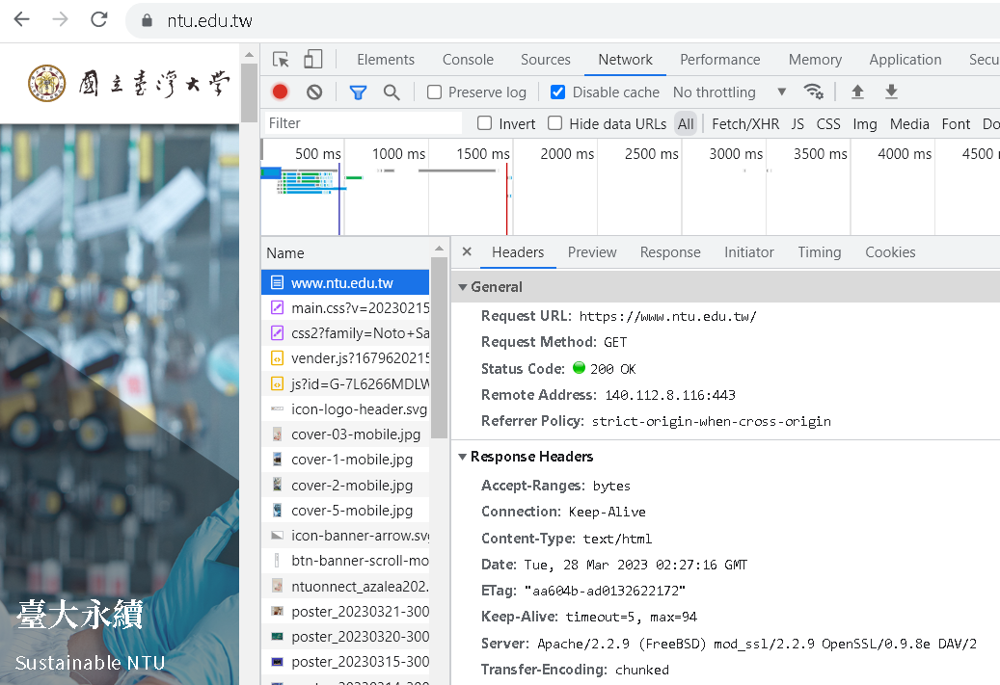 ntu.edu.tw
國立臺灣大學
Elements Console Sources Network Performance Memory Application Secu
Preserve log Disable cache No throttling
Filter Invert Hide data URLs All Fetch/XHR JS CSS Img Media Font Do
500 ms 1000 ms 1500 ms 2000 ms 2500 ms 3000 ms 3500 ms 4000 ms 4500
Name
Headers Preview Response Initiator Timing Cookies
www.ntu.edu.tw
main.css?v=20230215
css2?family=Noto+Sa
vender.js?1679620215
js?id=G-7L6266MDLW
icon-logo-header.svg
cover-03-mobile.jpg
cover-1-mobile.jpg
cover-2-mobile.jpg
cover-5-mobile.jpg
icon-banner-arrow.svg
btn-banner-scroll-mo
ntuonnect_azalea202.
poster_20230321-300
poster_20230320-300
poster_20230315-300
General
Request URL: https://www.ntu.edu.tw/
Request Method: GET
Status Code: 200 OK
Remote Address: 140.112.8.116:443
Referrer Policy: strict-origin-when-cross-origin
Response Headers
Accept-Ranges: bytes
Connection: Keep-Alive
Content-Type: text/html
Date: Tue, 28 Mar 2023 02:27:16 GMT
ETag: "aa604b-ad0132622172"
Keep-Alive: timeout=5, max=94
Server: Apache/2.2.9 (FreeBSD) mod_ssl/2.2.9 OpenSSL/0.9.8e DAV/2
Transfer-Encoding: chunked
臺大永續
Sustainable NTU